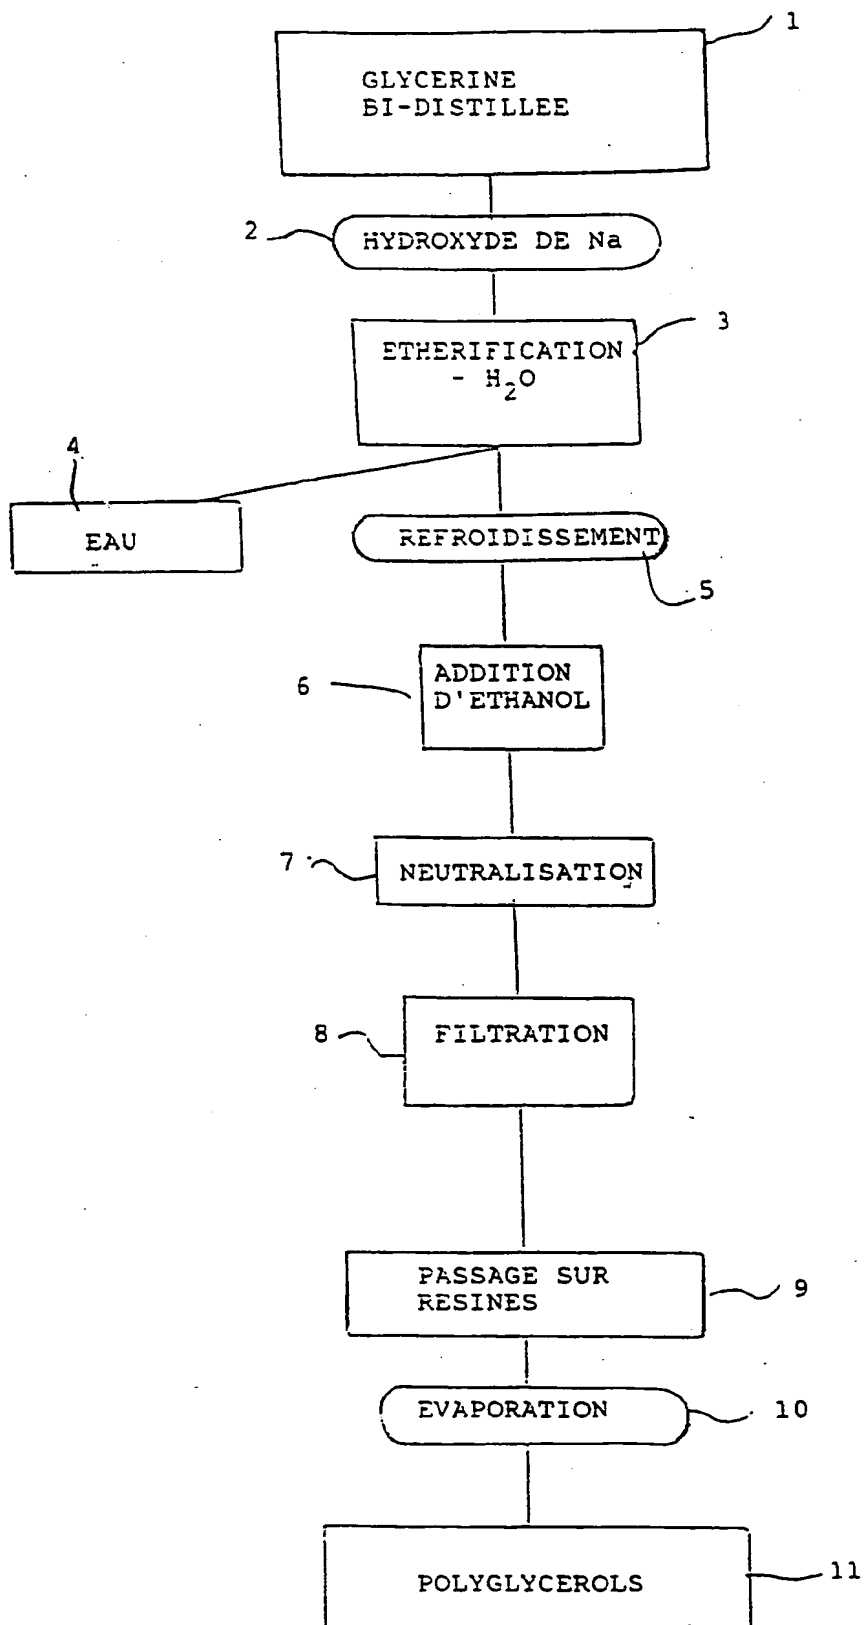 1
GLYCERINE
BI-DISTILLEE
2
HYDROXYDE DE Na
3
ETHERIFICATION
- H₂O
4
EAU
REFROIDISSEMENT
5
6
ADDITION
D'ETHANOL
7
NEUTRALISATION
8
FILTRATION
PASSAGE SUR
RESINES
9
EVAPORATION
10
POLYGLYCEROLS
11